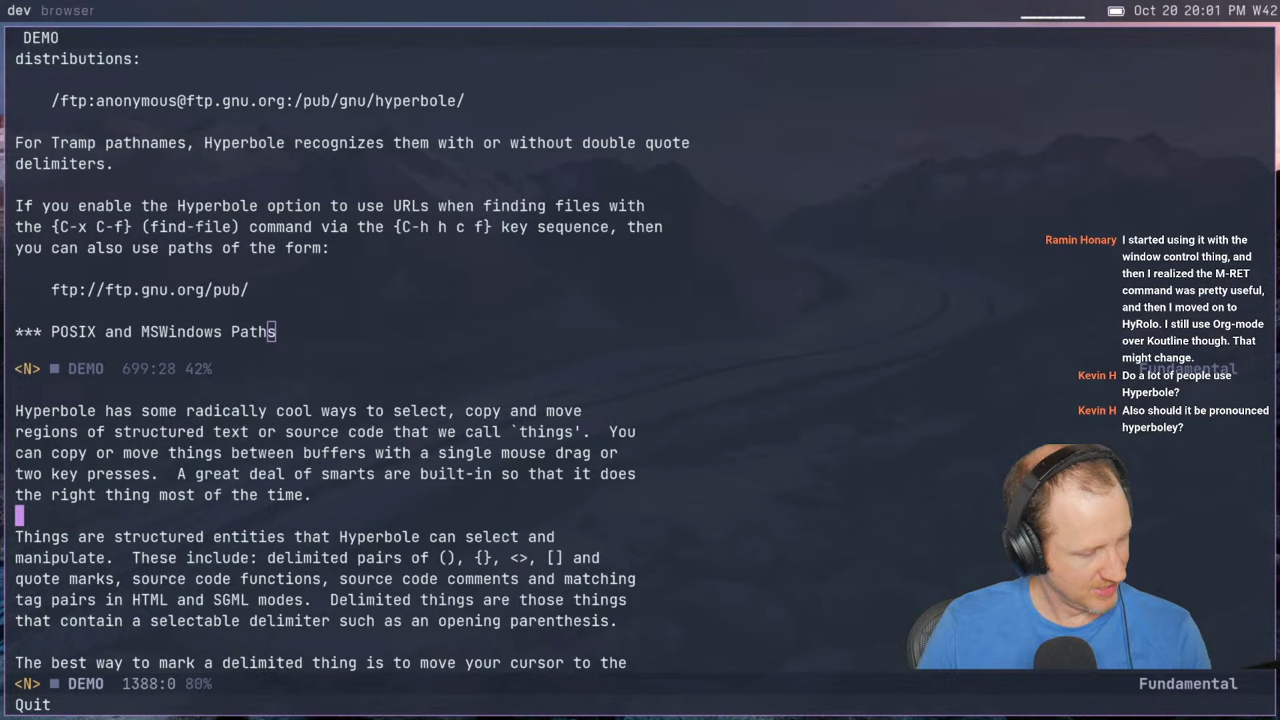 dev browser
Oct 20 20:01 PM W42
DEMO
distributions:
/ftp:anonymous@ftp.gnu.org:/pub/gnu/hyperbole/
For Tramp pathnames, Hyperbole recognizes them with or without double quote
delimiters.
If you enable the Hyperbole option to use URLs when finding files with
the {C-x C-f} (find-file) command via the {C-h h c f} key sequence, then
you can also use paths of the form:
ftp://ftp.gnu.org/pub/
*** POSIX and MSWindows Paths
<N> ■ DEMO 699:28 42%
Fundamental
Hyperbole has some radically cool ways to select, copy and move
regions of structured text or source code that we call `things'.  You
can copy or move things between buffers with a single mouse drag or
two key presses.  A great deal of smarts are built-in so that it does
the right thing most of the time.
Things are structured entities that Hyperbole can select and
manipulate.  These include: delimited pairs of (), {}, <>, [] and
quote marks, source code functions, source code comments and matching
tag pairs in HTML and SGML modes.  Delimited things are those things
that contain a selectable delimiter such as an opening parenthesis.
The best way to mark a delimited thing is to move your cursor to the
<N> ■ DEMO 1388:0 80%
Fundamental
Quit
Ramin Honary I started using it with the
window control thing, and
then I realized the M-RET
command was pretty useful,
and then I moved on to
HyRolo. I still use Org-mode
over Koutline though. That
might change.
Kevin H Do a lot of people use
Hyperbole?
Kevin H Also should it be pronounced
hyperboley?